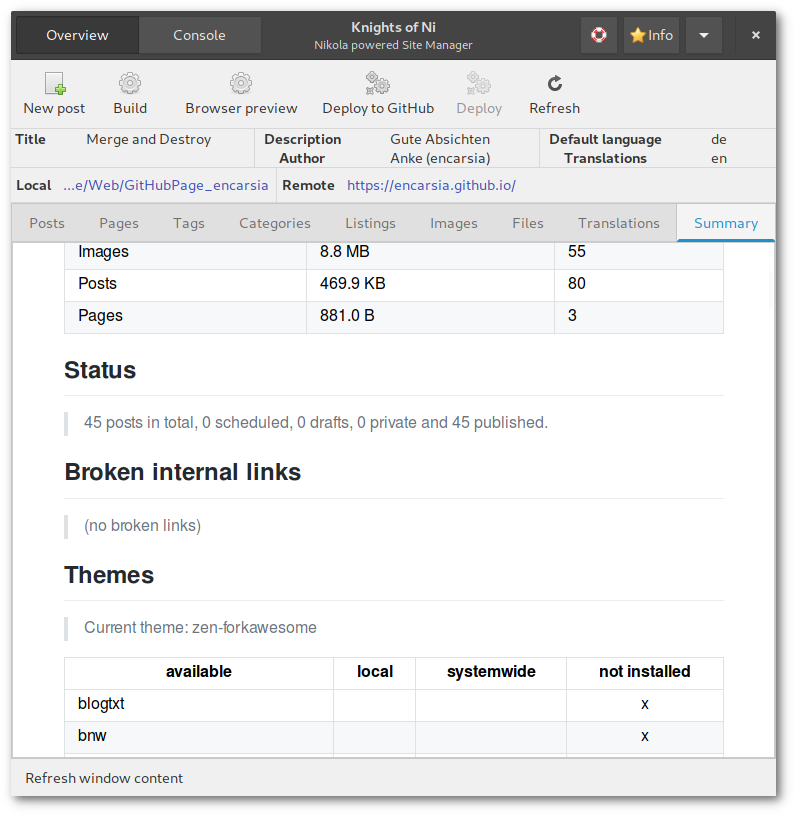 Overview Console Knights of Ni Info
Nikola powered Site Manager
New post Build Browser preview Deploy to GitHub Deploy Refresh
Title Merge and Destroy Description Gute Absichten Default language de
Author Anke (encarsia) Translations en
Local ...e/Web/GitHubPage_encarsia Remote https://encarsia.github.io/
Posts Pages Tags Categories Listings Images Files Translations Summary
Images 8.8 MB 55
Posts 469.9 KB 80
Pages 881.0 B 3
Status
45 posts in total, 0 scheduled, 0 drafts, 0 private and 45 published.
Broken internal links
(no broken links)
Themes
Current theme: zen-forkawesome
available local systemwide not installed
blogtxt x
bnw x
Refresh window content